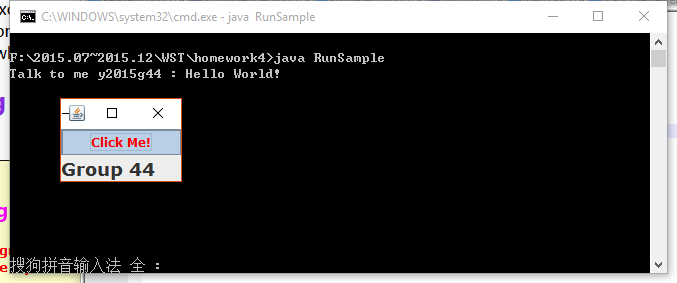 C:\WINDOWS\system32\cmd.exe - java RunSample
F:\2015.07~2015.12\WST\homework4>java RunSample
Talk to me y2015g44 : Hello World!
Click Me!
Group 44
搜狗拼音输入法 全 :